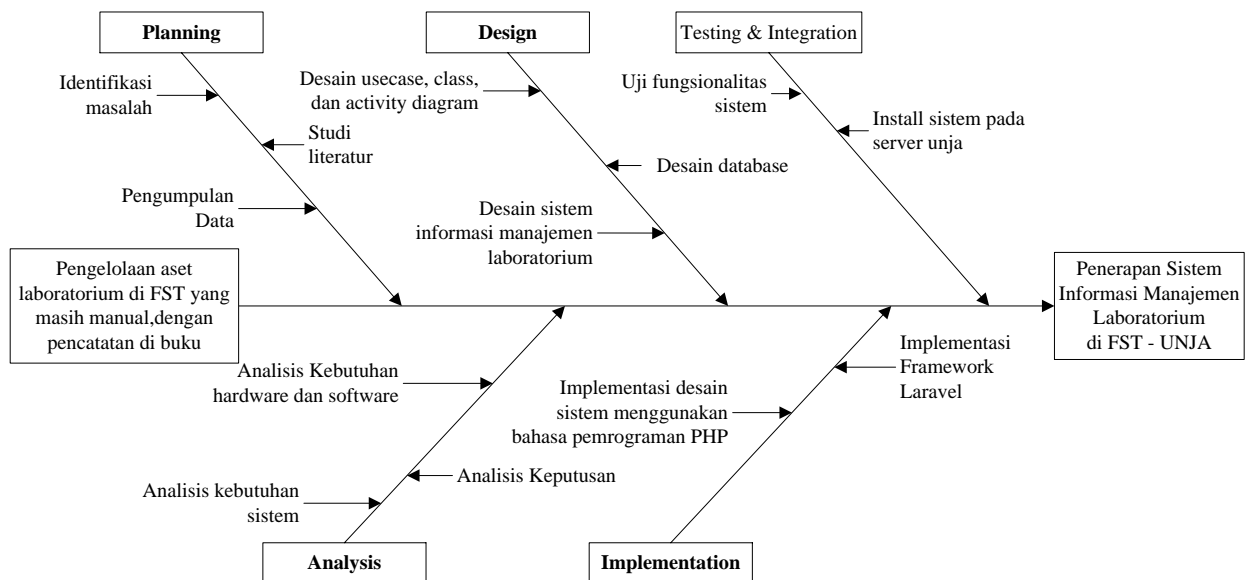 Planning
Design
Testing & Integration
Identifikasi
masalah
Studi
literatur
Pengumpulan
Data
Desain usecase, class,
dan activity diagram
Desain database
Desain sistem
informasi manajemen
laboratorium
Uji fungsionalitas
sistem
Install sistem pada
server unja
Pengelolaan aset
laboratorium di FST yang
masih manual,dengan
pencatatan di buku
Penerapan Sistem
Informasi Manajemen
Laboratorium
di FST - UNJA
Analisis Kebutuhan
hardware dan software
Analisis Keputusan
Analisis kebutuhan
sistem
Implementasi
Framework
Laravel
Implementasi desain
sistem menggunakan
bahasa pemrograman PHP
Analysis
Implementation